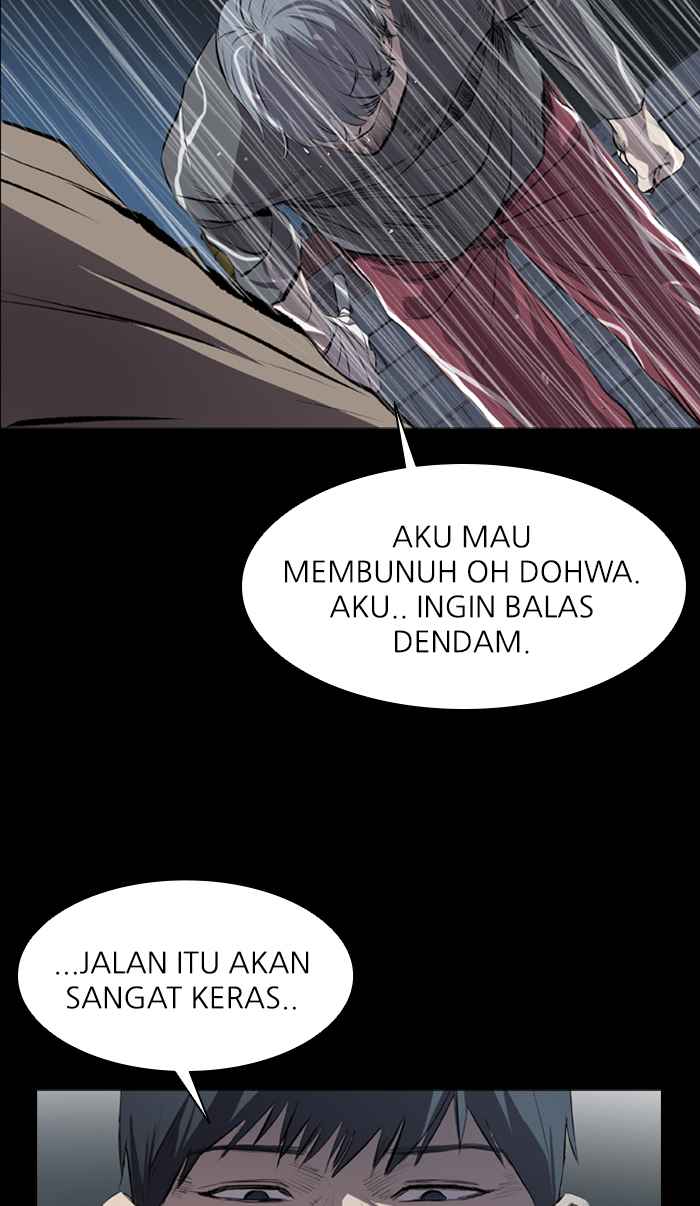 AKU MAU
MEMBUNUH OH DOHWA.
AKU.. INGIN BALAS
DENDAM.
...JALAN ITU AKAN
SANGAT KERAS..